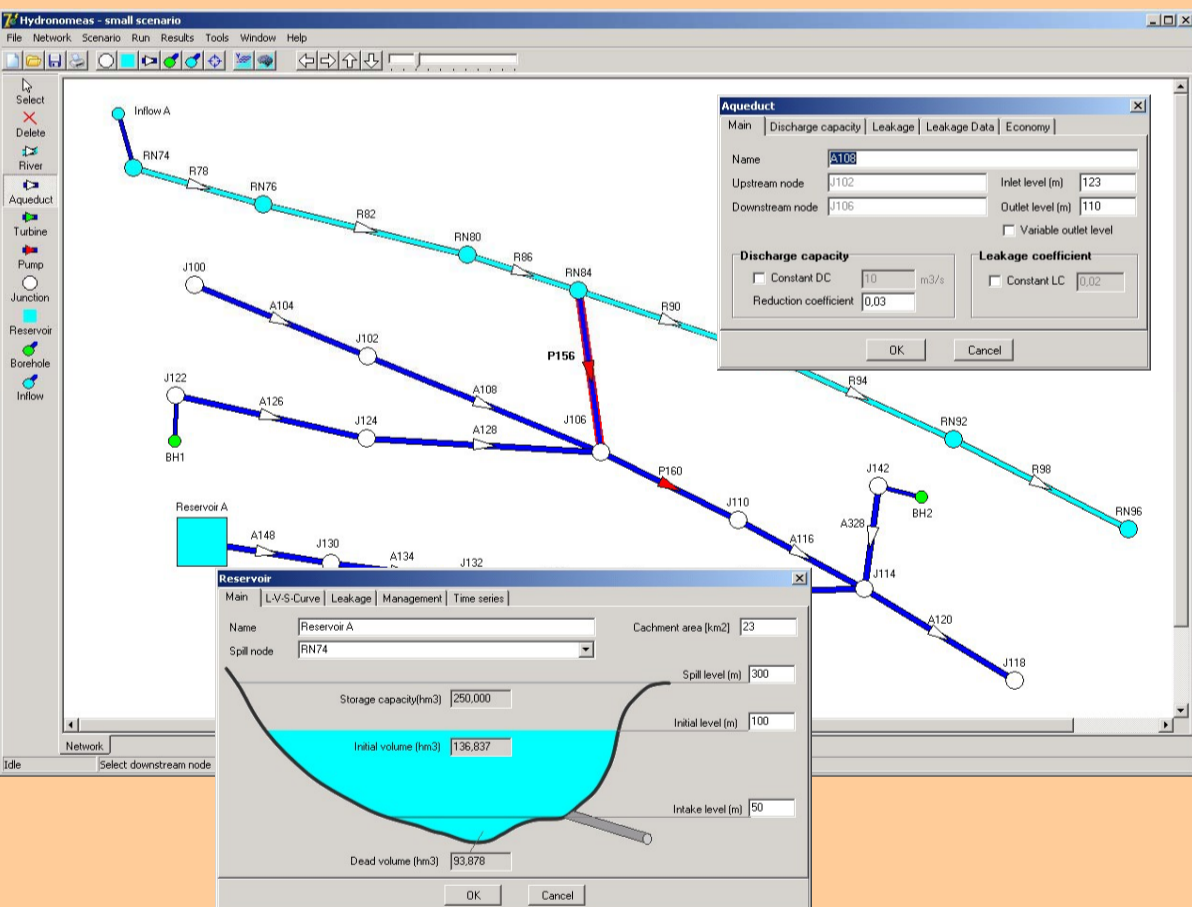 Hydronomeas - small scenario
File Network Scenario Run Results Tools Window Help
Select
Delete
River
Aqueduct
Turbine
Pump
Junction
Reservoir
Borehole
Inflow
Inflow A
RN74
R78
RN76
R82
RN80
R86
RN84
R90
R94
RN92
R98
RN96
J100
A104
J102
A108
P156
J106
J122
A126
J124
A128
BH1
P160
J110
A116
J142
BH2
A328
J114
A120
J118
Reservoir A
A148
J130
A134
J132
Aqueduct
Main Discharge capacity Leakage Leakage Data Economy
Name A108
Upstream node J102 Inlet level (m) 123
Downstream node J106 Outlet level (m) 110
Variable outlet level
Discharge capacity Leakage coefficient
Constant DC 10 m3/s Constant LC 0,02
Reduction coefficient 0,03
OK Cancel
Reservoir
Main L-V-S-Curve Leakage Management Time series
Name Reservoir A Cachment area [km2] 23
Spill node RN74
Spill level (m) 300
Storage capacity(hm3) 250,000
Initial level (m) 100
Initial volume (hm3) 136,837
Intake level (m) 50
Dead volume (hm3) 93,878
OK Cancel
Network
Idle Select downstream node